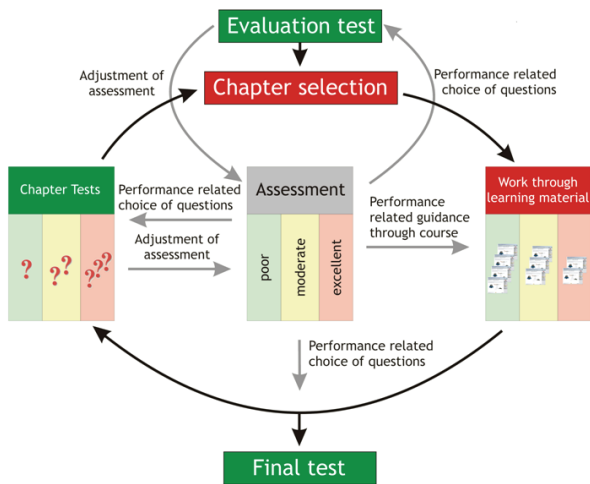 Evaluation test
Adjustment of
assessment
Chapter selection
Performance related
choice of questions
Chapter Tests
Performance related
choice of questions
Assessment
Performance
related guidance
through course
Work through
learning material
Adjustment of
assessment
? ?? ???
poor
moderate
excellent
Performance related
choice of questions
Final test